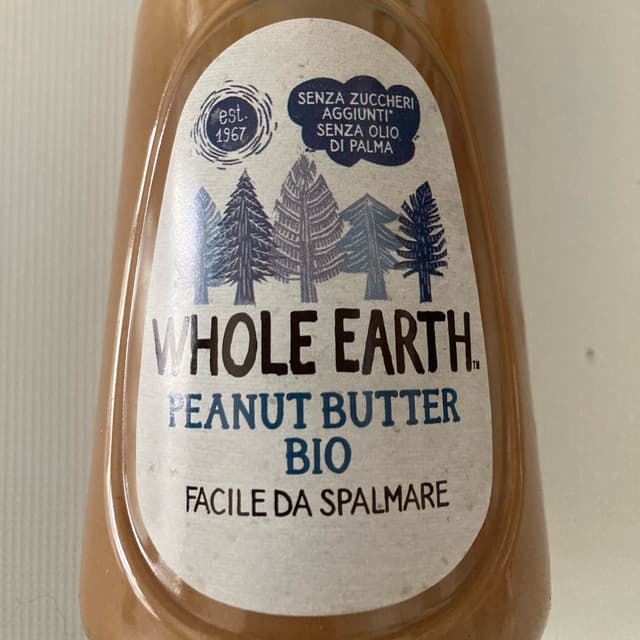 est.
1967
SENZA ZUCCHERI
AGGIUNTI*
SENZA OLIO
DI PALMA
WHOLE EARTH™
PEANUT BUTTER
BIO
FACILE DA SPALMARE